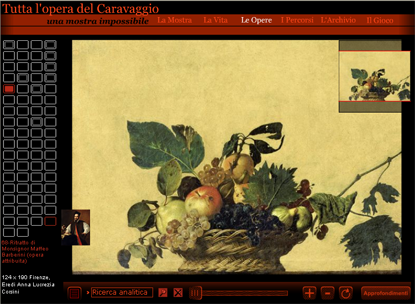 Tutta l'opera del Caravaggio
una mostra impossibile
La Mostra La Vita Le Opere I Percorsi L'Archivio Il Gioco
56 Ritratto di
Monsignor Maffeo
Barberini (opera
attribuita)
124 x 190 Firenze,
Eredi Anna Lucrezia
Corsini
Ricerca analitica
Approfondimenti